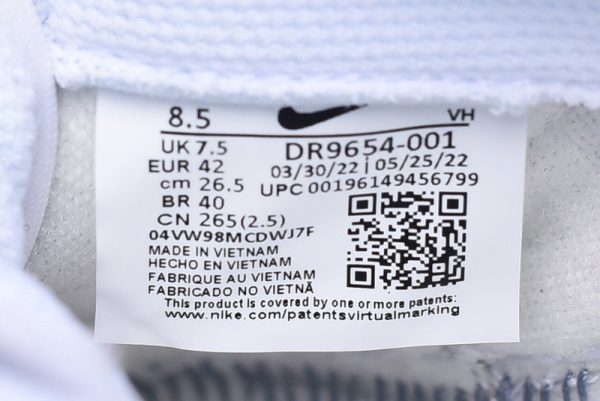 8.5 VH
UK 7.5 DR9654-001
EUR 42 03/30/22 | 05/25/22
cm 26.5 UPC 00196149456799
BR 40
CN 265(2.5)
04VW98MCDWJ7F
MADE IN VIETNAM
HECHO EN VIETNAM
FABRIQUE AU VIETNAM
FABRICADO NO VIETNÃ
This product is covered by one or more patents:
www.nike.com/patentsvirtualmarking